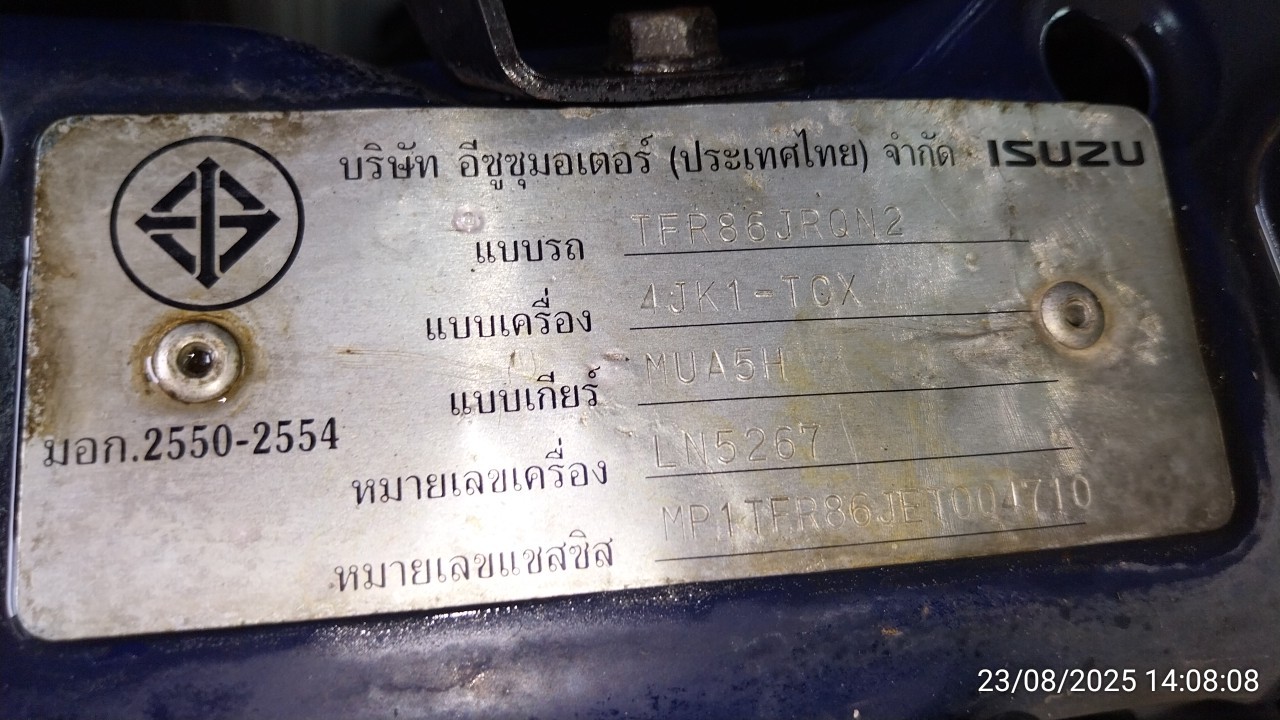 บริษัท อีซูซุมอเตอร์ (ประเทศไทย) จำกัด ISUZU
แบบรถ TFR86JRQN2
แบบเครื่อง 4JK1-TCX
แบบเกียร์ MUA5H
มอก.2550-2554
หมายเลขเครื่อง LN5267
หมายเลขแชสซิส MP1TFR86JET004710
23/08/2025 14:08:08